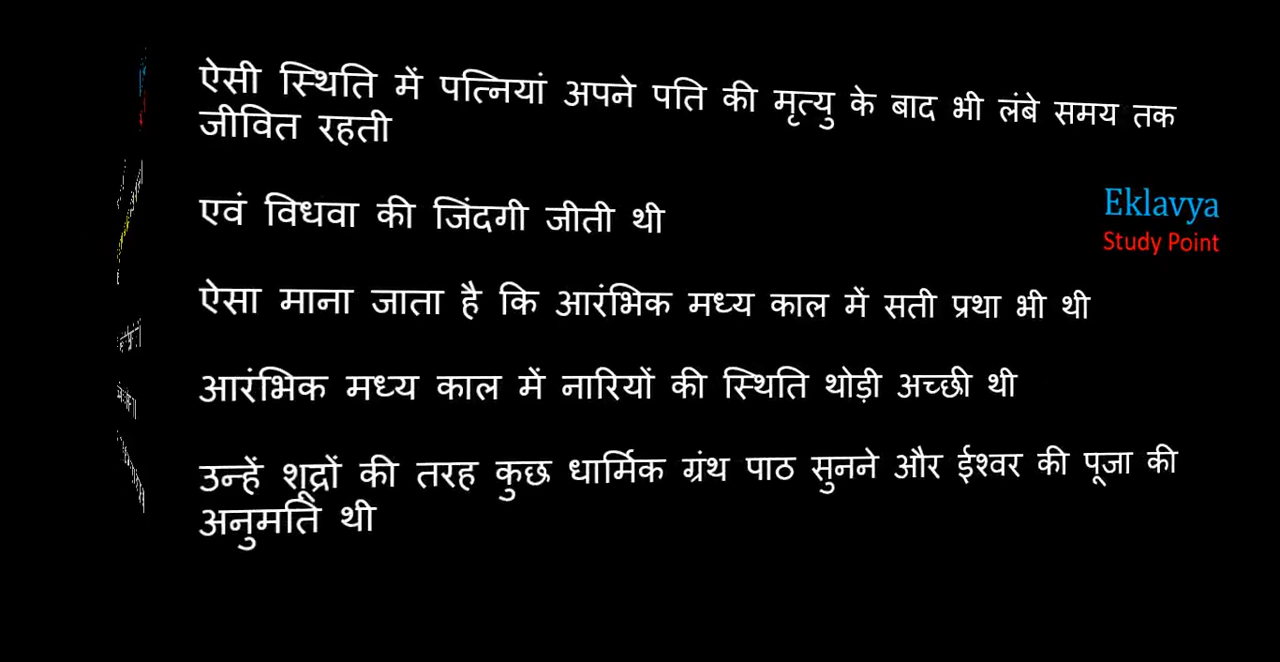 ऐसी स्थिति में पत्नियां अपने पति की मृत्यु के बाद भी लंबे समय तक
जीवित रहती
एवं विधवा की जिंदगी जीती थी
Eklavya
Study Point
ऐसा माना जाता है कि आरंभिक मध्य काल में सती प्रथा भी थी
आरंभिक मध्य काल में नारियों की स्थिति थोड़ी अच्छी थी
उन्हें शूद्रों की तरह कुछ धार्मिक ग्रंथ पाठ सुनने और ईश्वर की पूजा की
अनुमति थी